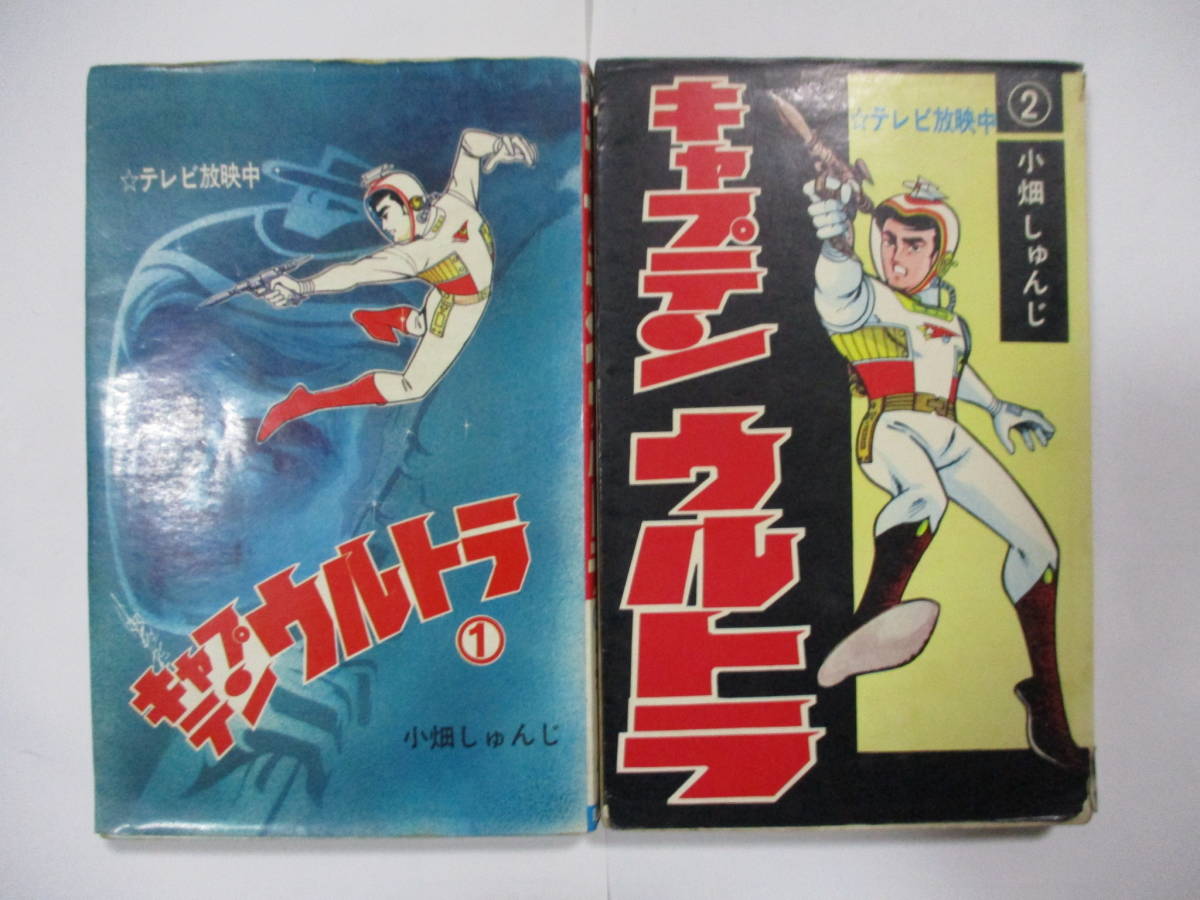 ☆テレビ放映中
キャプテン
ウルトラ
①
小畑しゅんじ
キャプテン
ウルトラ
☆テレビ放映中
②
小畑しゅんじ